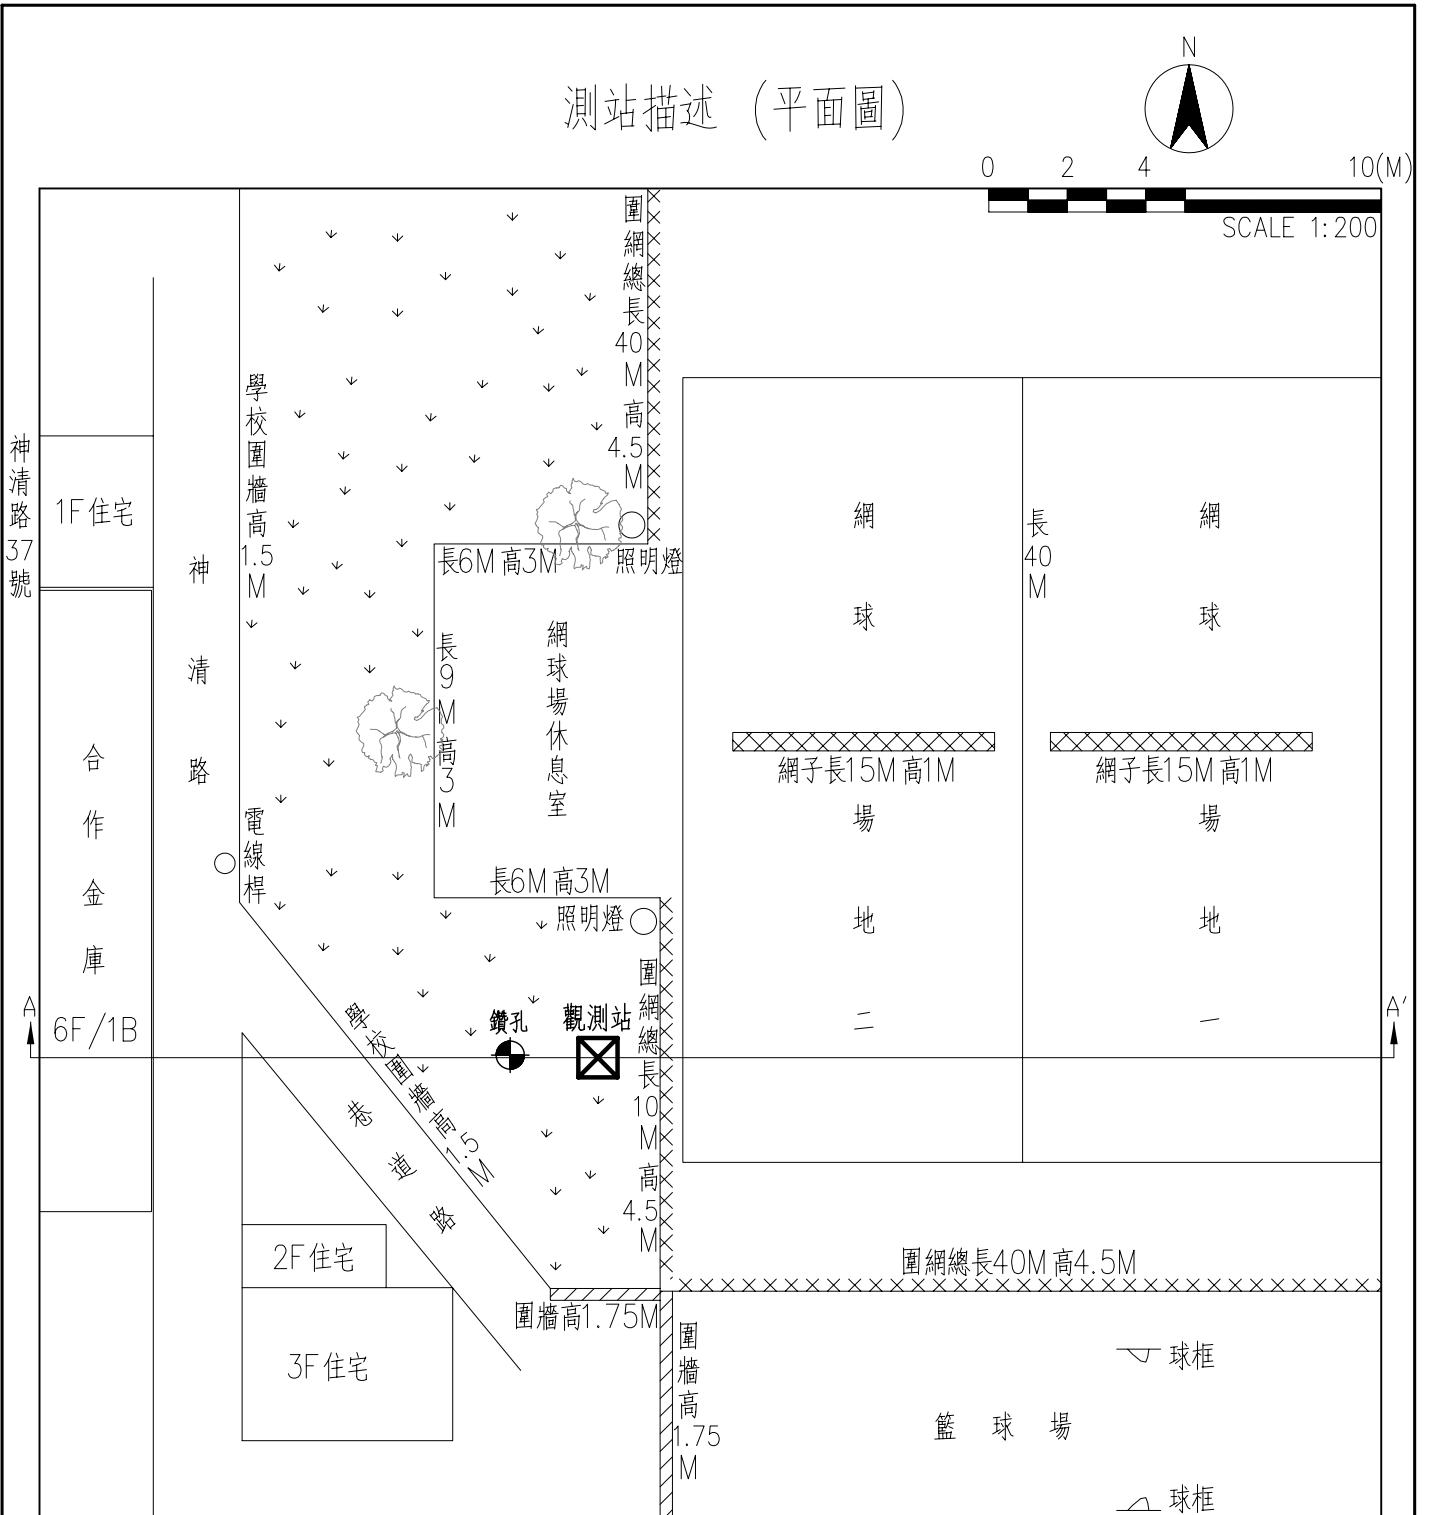 N
測站描述 (平面圖)
0 2 4 10(M)
SCALE 1:200
圍網總長40M高4.5M
學校圍牆高1.5M
神清路37號
1F住宅
神清路
長6M高3M
照明燈
長9M高3M
網球場休息室
網球場地二
長40M
網球場地一
網子長15M高1M
網子長15M高1M
合作金庫
6F/1B
電線桿
長6M高3M
照明燈
圍網總長10M高4.5M
A
A'
鑽孔
觀測站
學校圍牆高1.5M
巷道路
2F住宅
3F住宅
圍網總長40M高4.5M
圍牆高1.75M
圍牆高1.75M
球框
籃球場
球框